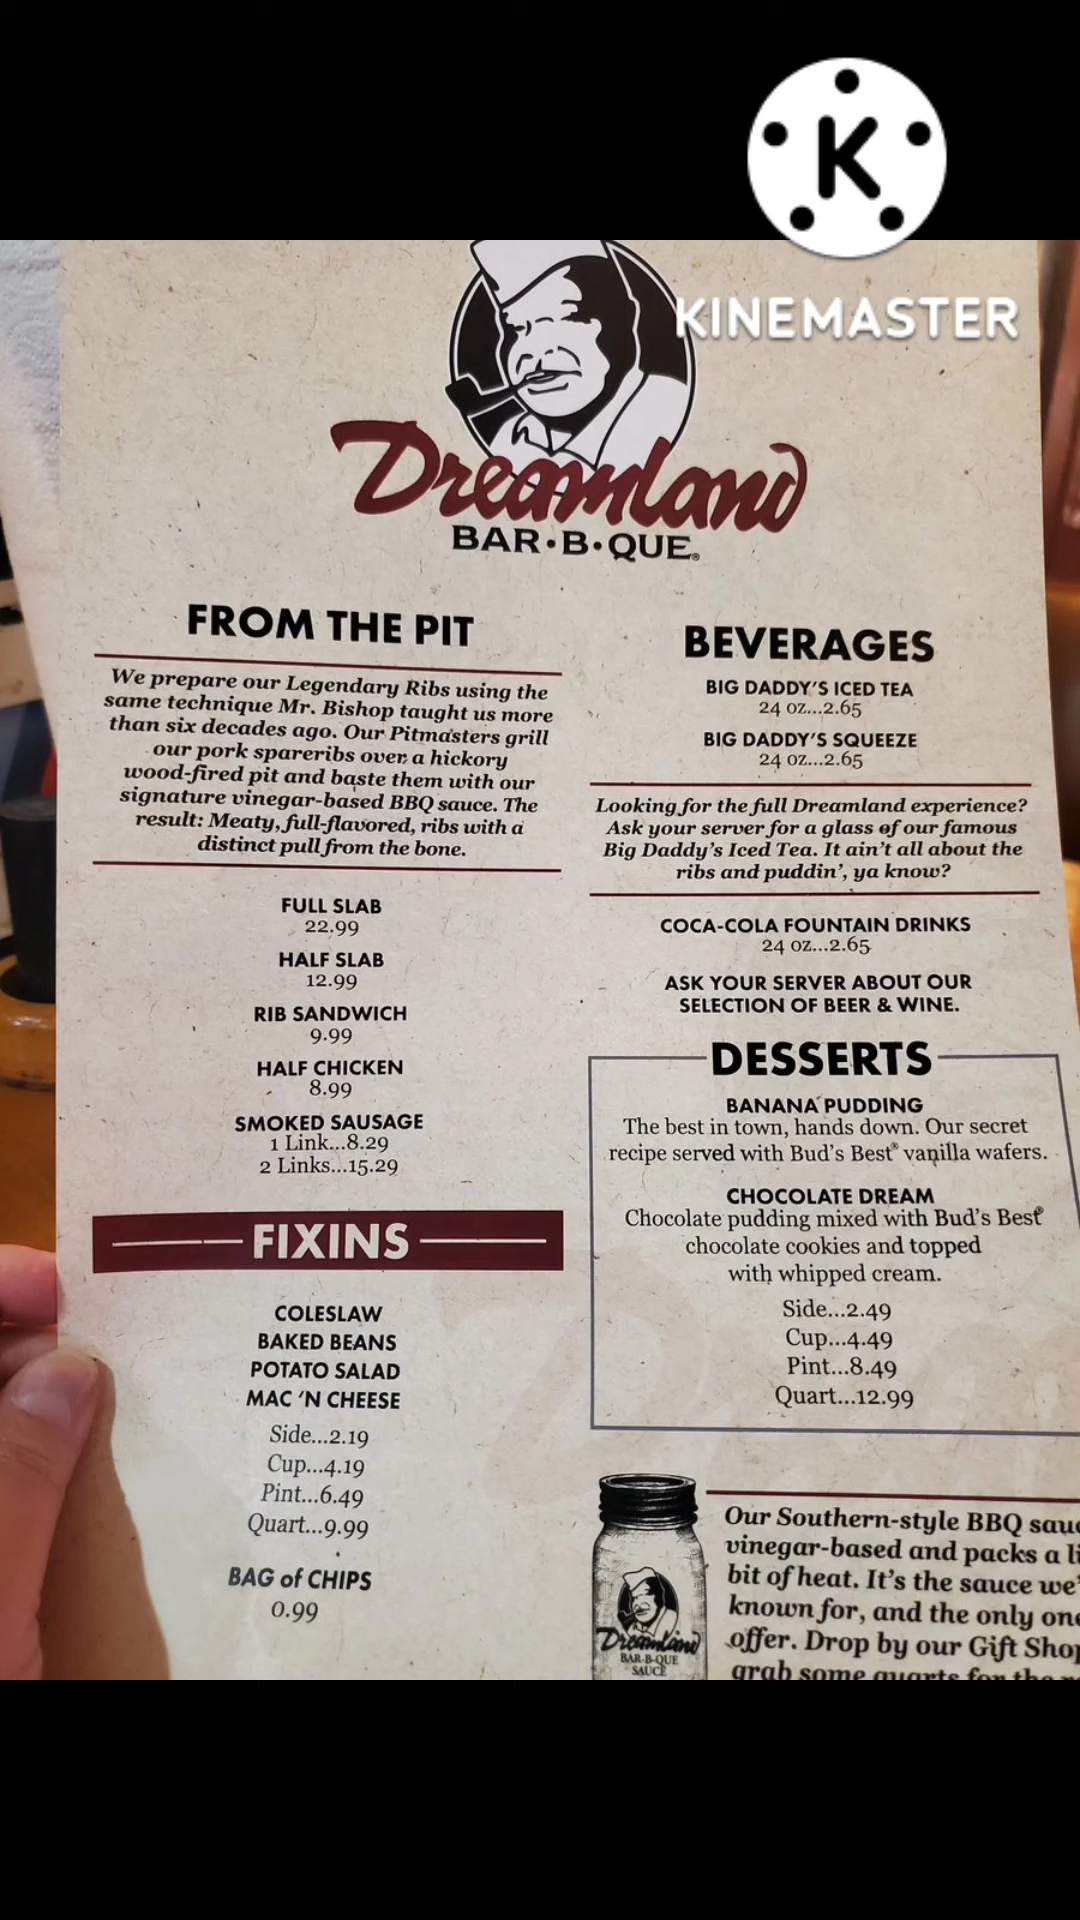 K
KINEMASTER
Dreamland
BAR•B•QUE®
FROM THE PIT
We prepare our Legendary Ribs using the
same technique Mr. Bishop taught us more
than six decades ago. Our Pitmasters grill
our pork spareribs over a hickory
wood-fired pit and baste them with our
signature vinegar-based BBQ sauce. The
result: Meaty, full-flavored, ribs with a
distinct pull from the bone.
FULL SLAB
22.99
HALF SLAB
12.99
RIB SANDWICH
9.99
HALF CHICKEN
8.99
SMOKED SAUSAGE
1 Link...8.29
2 Links...15.29
FIXINS
COLESLAW
BAKED BEANS
POTATO SALAD
MAC 'N CHEESE
Side...2.19
Cup...4.19
Pint...6.49
Quart...9.99
BAG of CHIPS
0.99
BEVERAGES
BIG DADDY'S ICED TEA
24 oz...2.65
BIG DADDY'S SQUEEZE
24 oz...2.65
Looking for the full Dreamland experience?
Ask your server for a glass of our famous
Big Daddy's Iced Tea. It ain't all about the
ribs and puddin', ya know?
COCA-COLA FOUNTAIN DRINKS
24 oz...2.65
ASK YOUR SERVER ABOUT OUR
SELECTION OF BEER & WINE.
DESSERTS
BANANA PUDDING
The best in town, hands down. Our secret
recipe served with Bud's Best® vanilla wafers.
CHOCOLATE DREAM
Chocolate pudding mixed with Bud's Best®
chocolate cookies and topped
with whipped cream.
Side...2.49
Cup...4.49
Pint...8.49
Quart...12.99
Dreamland
BAR-B-QUE
SAUCE
Our Southern-style BBQ sauc
vinegar-based and packs a li
bit of heat. It's the sauce we'
known for, and the only one
offer. Drop by our Gift Shop
grab some quarts for the